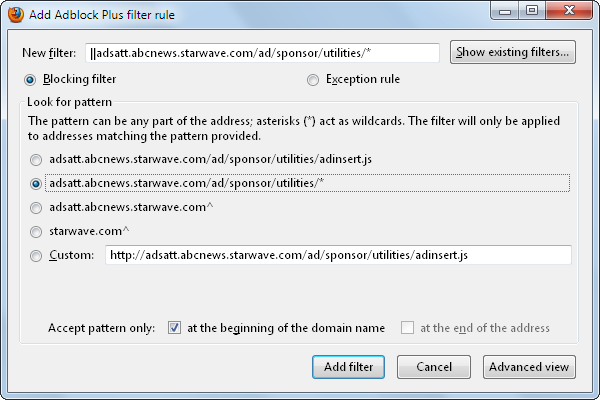 Add Adblock Plus filter rule
New filter: ||adsatt.abcnews.starwave.com/ad/sponsor/utilities/* Show existing filters...
Blocking filter Exception rule
Look for pattern
The pattern can be any part of the address; asterisks (*) act as wildcards. The filter will only be applied
to addresses matching the pattern provided.
adsatt.abcnews.starwave.com/ad/sponsor/utilities/adinsert.js
adsatt.abcnews.starwave.com/ad/sponsor/utilities/*
adsatt.abcnews.starwave.com^
starwave.com^
Custom: http://adsatt.abcnews.starwave.com/ad/sponsor/utilities/adinsert.js
Accept pattern only: at the beginning of the domain name at the end of the address
Add filter Cancel Advanced view